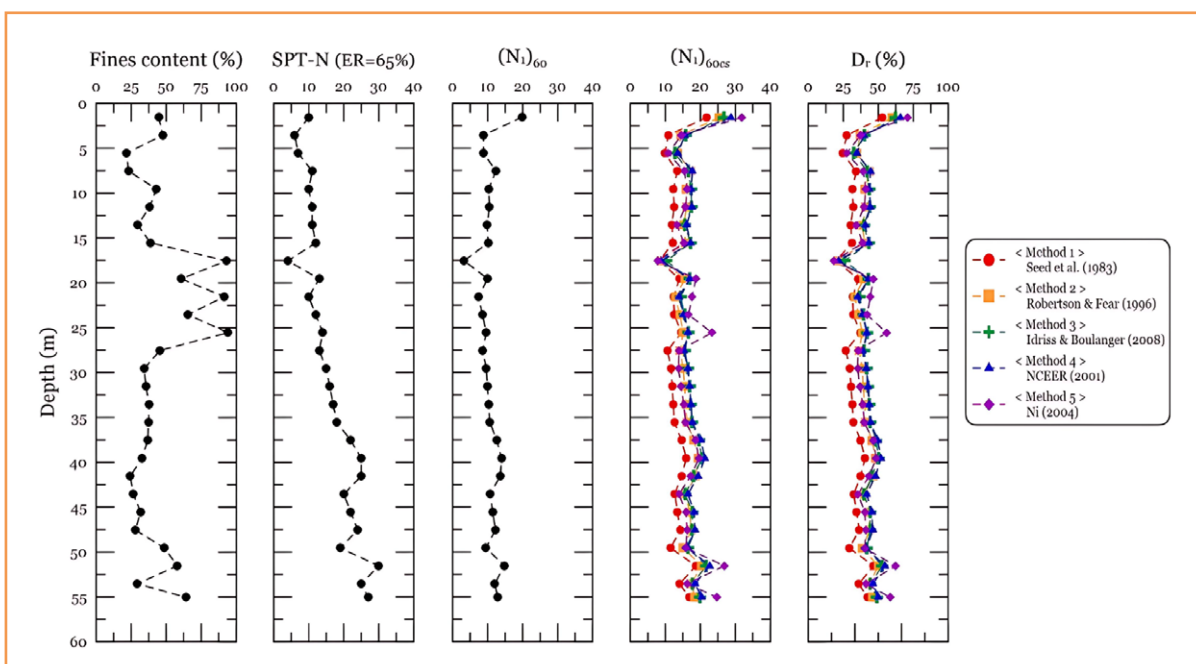 Fines content (%)
SPT-N (ER=65%)
(N₁)₆₀
(N₁)₆₀cs
Dᵣ (%)
0 25 50 75 100
0 10 20 30 40
0 10 20 30 40
0 10 20 30 40
0 25 50 75 100
Depth (m)
0
5
10
15
20
25
30
35
40
45
50
55
60
< Method 1 >
Seed et al. (1983)
< Method 2 >
Robertson & Fear (1996)
< Method 3 >
Idriss & Boulanger (2008)
< Method 4 >
NCEER (2001)
< Method 5 >
Ni (2004)